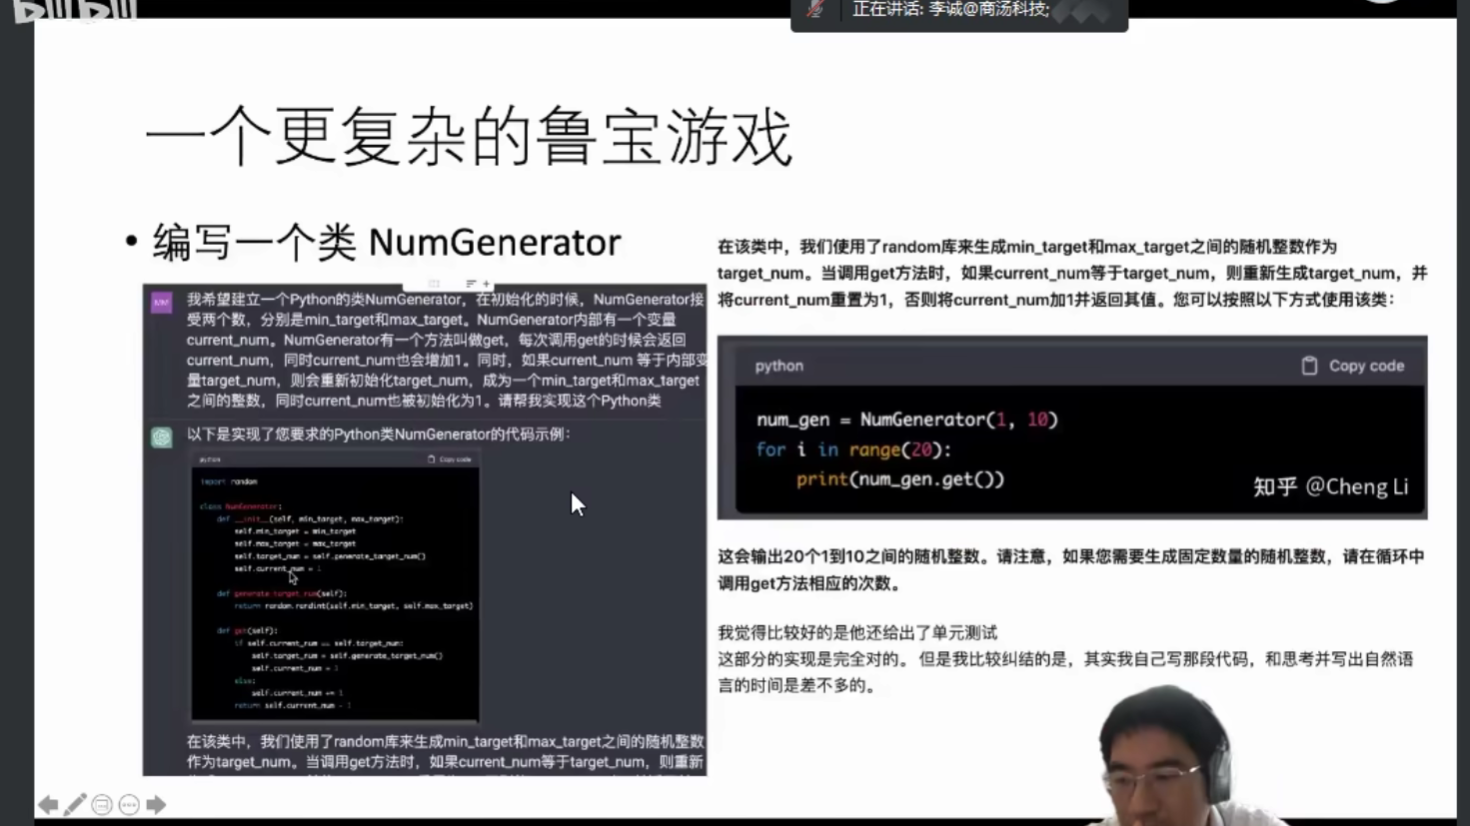 bilibili
正在讲话: 李诚@商汤科技;
一个更复杂的鲁宝游戏
• 编写一个类 NumGenerator
MM
我希望建立一个Python的类NumGenerator，在初始化的时候，NumGenerator接
受两个数，分别是min_target和max_target。NumGenerator内部有一个变量
current_num。NumGenerator有一个方法叫做get，每次调用get的时候会返回
current_num，同时current_num也会增加1。同时，如果current_num 等于内部变
量target_num，则会重新初始化target_num，成为一个min_target和max_target
之间的整数，同时current_num也被初始化为1。请帮我实现这个Python类
以下是实现了您要求的Python类NumGenerator的代码示例：
python
Copy code
import random
class NumGenerator:
def __init__(self, min_target, max_target):
self.min_target = min_target
self.max_target = max_target
self.target_num = self.generate_target_num()
self.current_num = 1
def generate_target_num(self):
return random.randint(self.min_target, self.max_target)
def get(self):
if self.current_num == self.target_num:
self.target_num = self.generate_target_num()
self.current_num = 1
else:
self.current_num += 1
return self.current_num - 1
在该类中，我们使用了random库来生成min_target和max_target之间的随机整数
作为target_num。当调用get方法时，如果current_num等于target_num，则重新
在该类中，我们使用了random库来生成min_target和max_target之间的随机整数作为
target_num。当调用get方法时，如果current_num等于target_num，则重新生成target_num，并
将current_num重置为1，否则将current_num加1并返回其值。您可以按照以下方式使用该类：
python
Copy code
num_gen = NumGenerator(1, 10)
for i in range(20):
print(num_gen.get())
知乎 @Cheng Li
这会输出20个1到10之间的随机整数。请注意，如果您需要生成固定数量的随机整数，请在循环中
调用get方法相应的次数。
我觉得比较好的是他还给出了单元测试
这部分的实现是完全对的。 但是我比较纠结的是，其实我自己写那段代码，和思考并写出自然语
言的时间是差不多的。